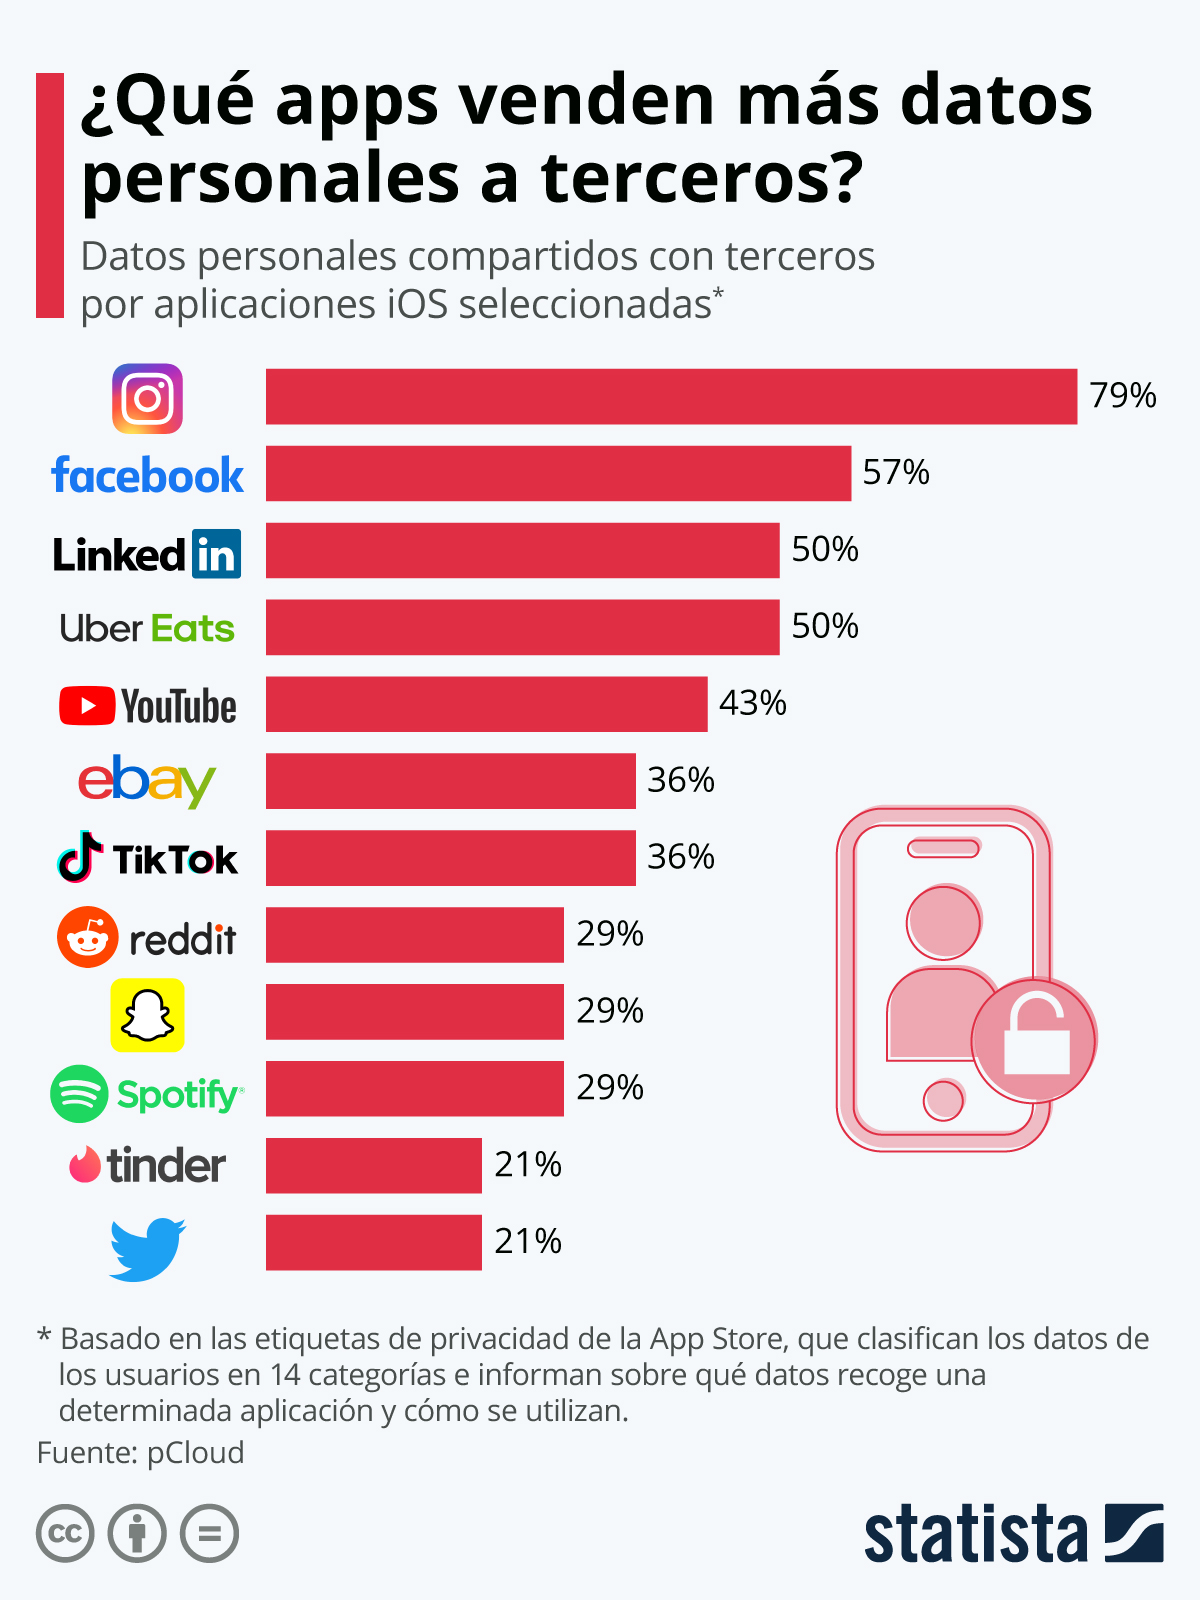 ¿Qué apps venden más datos
personales a terceros?
Datos personales compartidos con terceros
por aplicaciones iOS seleccionadas*
79%
facebook 57%
Linked in 50%
Uber Eats 50%
YouTube 43%
ebay 36%
TikTok 36%
reddit 29%
29%
Spotify® 29%
tinder 21%
21%
* Basado en las etiquetas de privacidad de la App Store, que clasifican los datos de
los usuarios en 14 categorías e informan sobre qué datos recoge una
determinada aplicación y cómo se utilizan.
Fuente: pCloud
cc =
statista